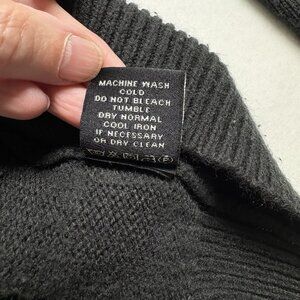 MACHINE WASH
COLD
DO NOT BLEACH
TUMBLE
DRY NORMAL
COOL IRON
IF NECESSARY
OR DRY CLEAN